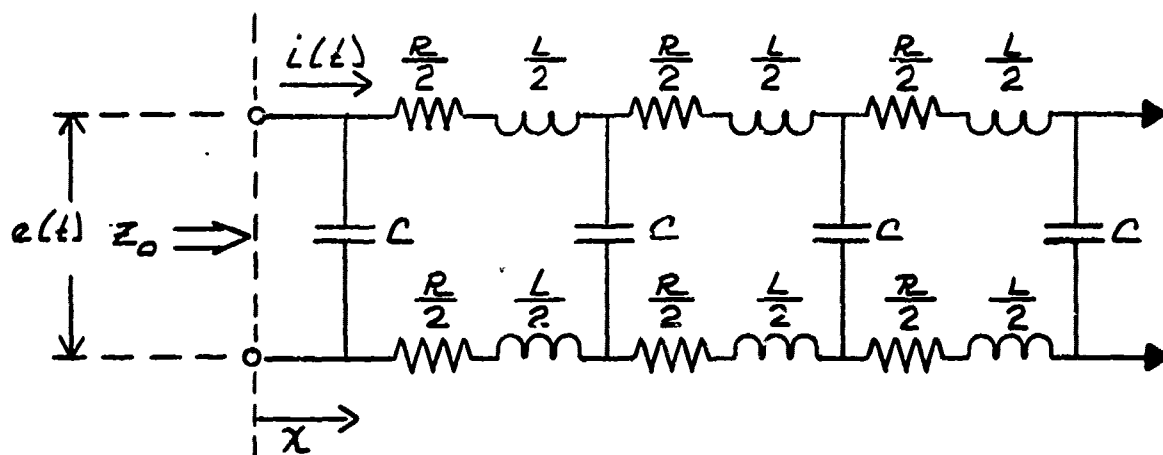 i(t) R/2 L/2 R/2 L/2 R/2 L/2
e(t) Z₀ C C C C
R/2 L/2 R/2 L/2 R/2 L/2
x